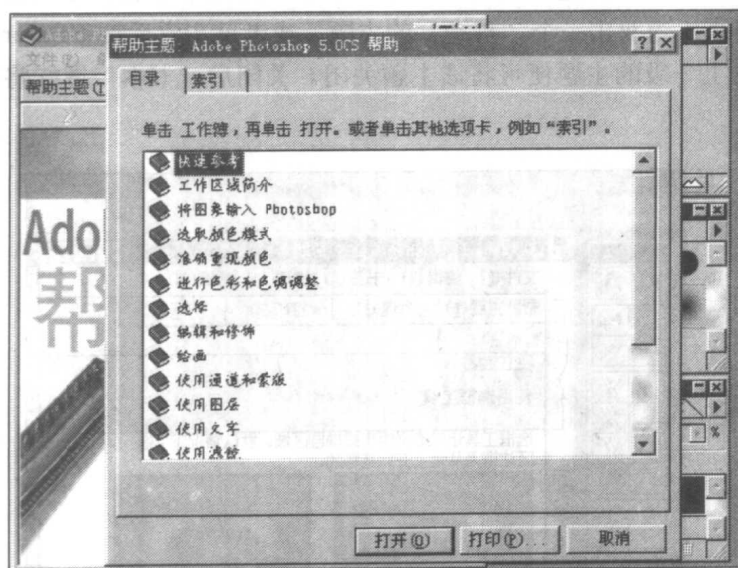 帮助主题: Adobe Photoshop 5.0CS 帮助
文件(F)
帮助主题(T)
目录
索引
单击 工作簿，再单击 打开。或者单击其他选项卡，例如“索引”。
快速参考
工作区域简介
将图象输入 Photoshop
选取颜色模式
准确重现颜色
进行色彩和色调调整
选择
编辑和修饰
绘画
使用通道和蒙版
使用图层
使用文字
使用滤镜
Ado
帮
%
打开(O)
打印(P)...
取消